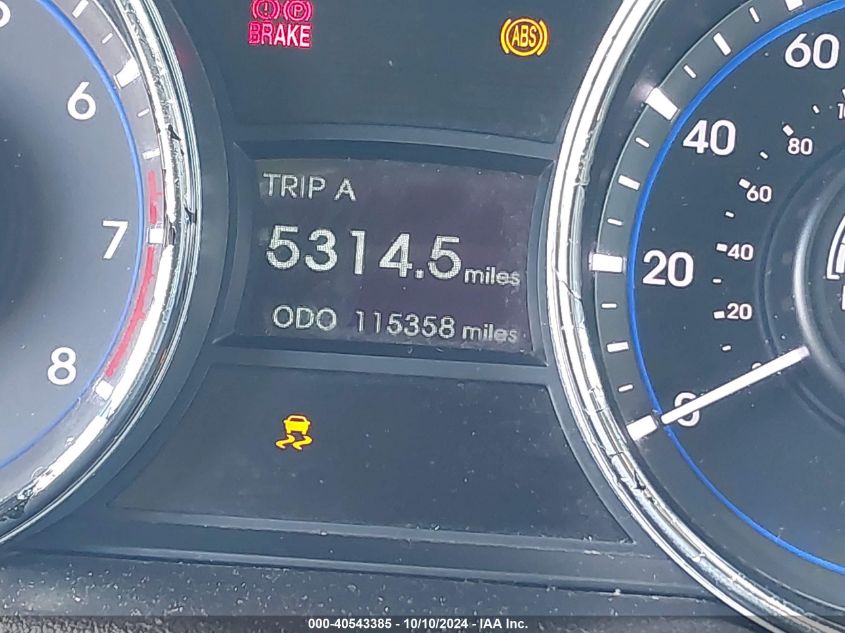 (!) (P)
BRAKE
ABS
TRIP A
5314.5 miles
ODO 115358 miles
6
7
8
60
40
20
0
80
60
40
20
000-40543385 - 10/10/2024 - IAA Inc.